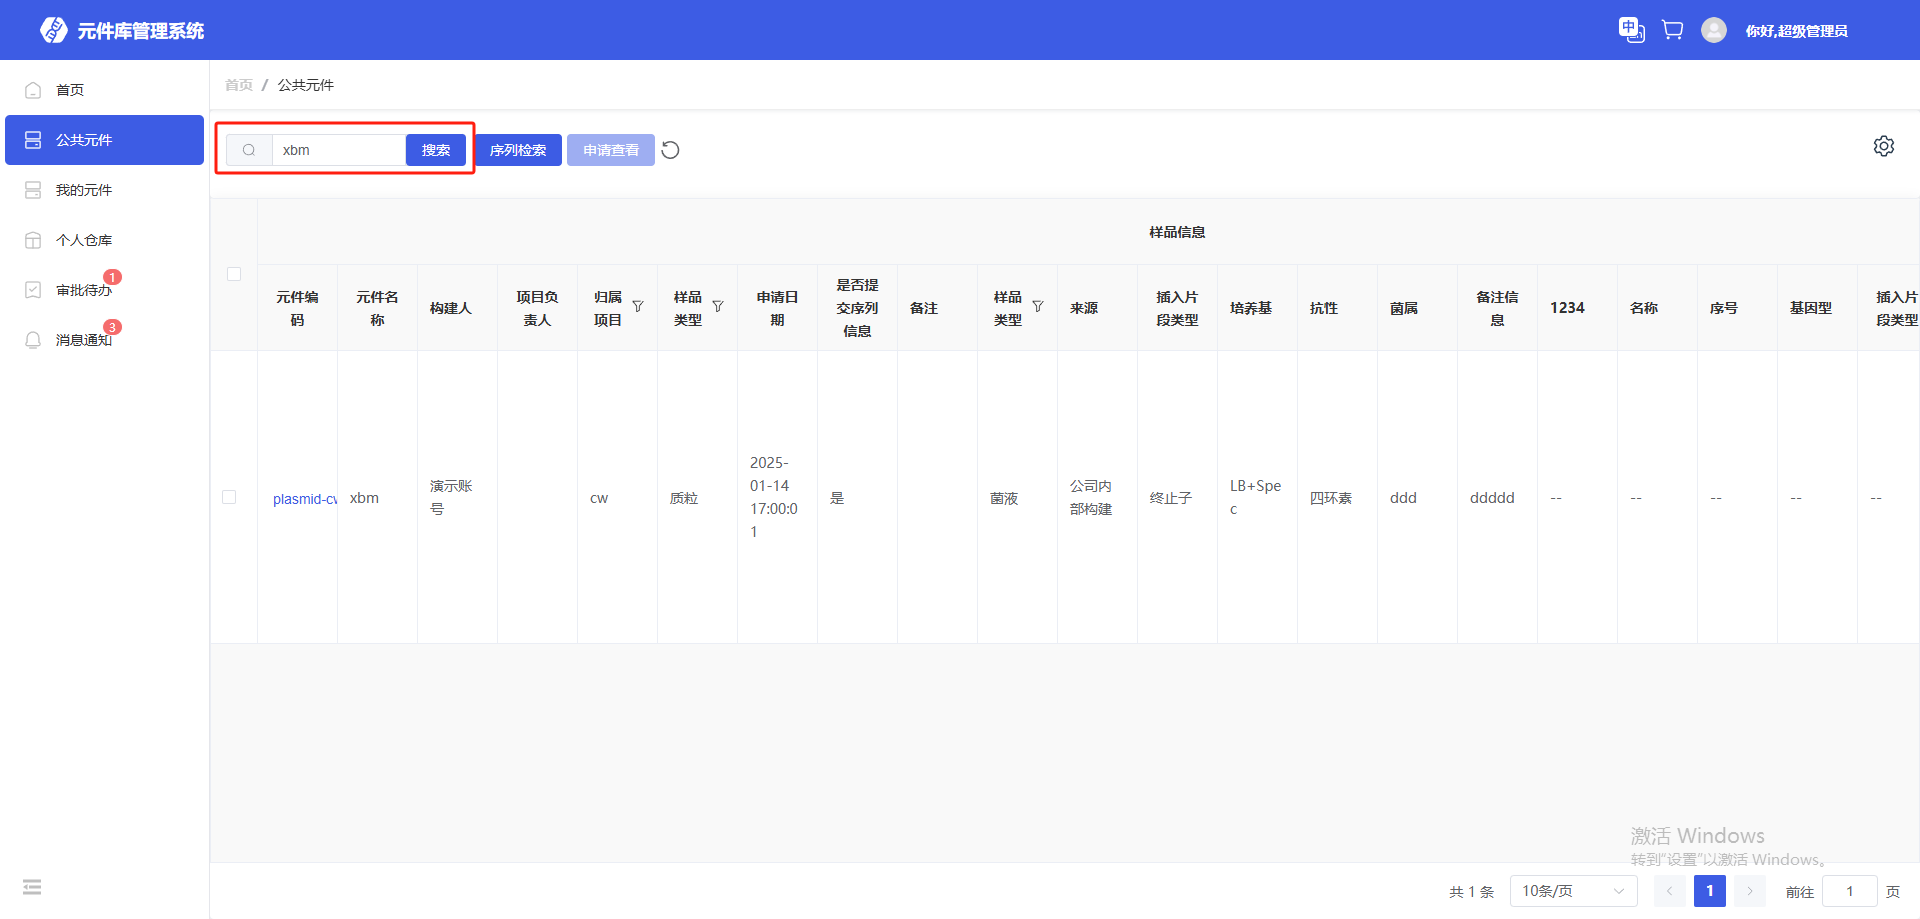 元件库管理系统
中
你好,超级管理员
首页
公共元件
我的元件
个人仓库
审批待办
1
消息通知
3
首页 / 公共元件
xbm
搜索
序列检索
申请查看
样品信息
元件编
码
元件名
称
构建人
项目负
责人
归属
项目
样品
类型
申请日
期
是否提
交序列
信息
备注
样品
类型
来源
插入片
段类型
培养基
抗性
菌属
备注信
息
1234
名称
序号
基因型
插入片
段类型
plasmid-cv
xbm
演示账
号
cw
质粒
2025-
01-14
17:00:0
1
是
菌液
公司内
部构建
终止子
LB+Spe
c
四环素
ddd
ddddd
--
--
--
--
--
激活 Windows
转到"设置"以激活 Windows。
共 1 条
10条/页
1
前往
1
页